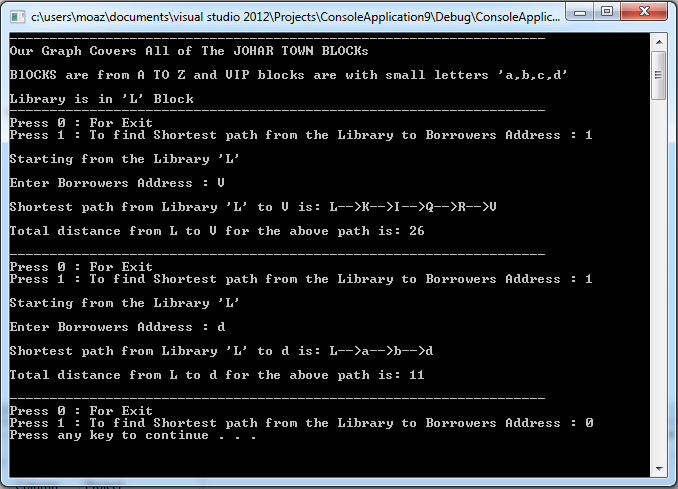 c:\users\moaz\documents\visual studio 2012\Projects\ConsoleApplication9\Debug\ConsoleApplic...
Our Graph Covers All of The JOHAR TOWN BLOCKs
BlOCKS are from A TO Z and VIP blocks are with small letters 'a,b,c,d'
Library is in 'L' Block
Press 0 : For Exit
Press 1 : To find Shortest path from the Library to Borrowers Address : 1
Starting from the Library 'L'
Enter Borrowers Address : V
Shortest path from Library 'L' to V is: L-->K-->I-->Q-->R-->V
Total distance from L to V for the above path is: 26
Press 0 : For Exit
Press 1 : To find Shortest path from the Library to Borrowers Address : 1
Starting from the Library 'L'
Enter Borrowers Address : d
Shortest path from Library 'L' to d is: L-->a-->b-->d
Total distance from L to d for the above path is: 11
Press 0 : For Exit
Press 1 : To find Shortest path from the Library to Borrowers Address : 0
Press any key to continue . . .